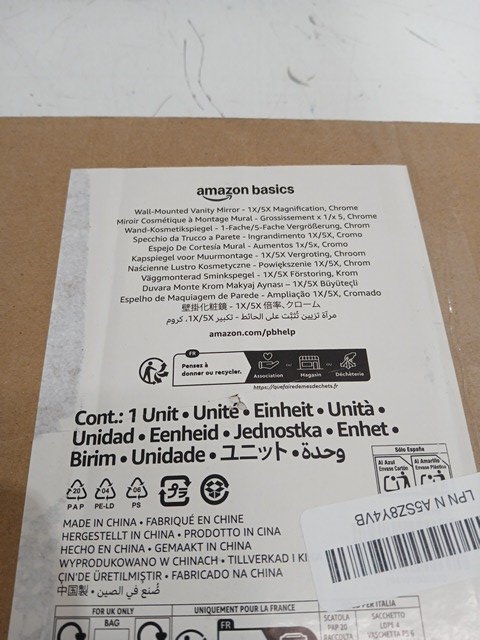 amazon basics
Wall-Mounted Vanity Mirror - 1X/5X Magnification, Chrome
Miroir Cosmétique à Montage Mural - Grossissement x 1/x 5, Chrome
Wand-Kosmetikspiegel - 1-Fache/5-Fache Vergrößerung, Chrom
Specchio da Trucco a Parete - Ingrandimento 1X/5X, Cromo
Espejo De Cortesía Mural - Aumentos 1x/5x, Cromo
Kapspiegel voor Muurmontage - 1X/5X Vergroting, Chroom
Naścienne Lustro Kosmetyczne - Powiększenie 1X/5X, Chrom
Väggmonterad Sminkspegel - 1X/5X Förstoring, Krom
Duvara Monte Krom Makyaj Aynası – 1X/5X Büyüteçli
Espelho de Maquiagem de Parede - Ampliação 1X/5X, Cromado
壁掛化粧鏡 - 1X/5X 倍率、クローム
مرآة تزيين تُثبَّت على الحائط - تكبير 1X/5X، كروم
amazon.com/pbhelp
FR
Pensez à
donner ou recycler.
Association
OU
Magasin
OU
Déchèterie
https://quefairedemesdechets.fr
Cont.: 1 Unit • Unité • Einheit • Unità •
Unidad • Eenheid • Jednostka • Enhet •
Birim • Unidade • ユニット • وحدة
Sólo España
Al Azul
Envase Cartón
Al Amarillo
Envase Plástico
20
PAP
04
PE-LD
06
PS
プラ
LPN N A5SZ8Y4VB
MADE IN CHINA • FABRIQUÉ EN CHINE
HERGESTELLT IN CHINA • PRODOTTO IN CINA
HECHO EN CHINA • GEMAAKT IN CHINA
WYPRODUKOWANO W CHINACH • TILLVERKAD I
ÇİN'DE ÜRETİLMİŞTİR • FABRICADO NA CHINA
中国製 • صُنع في الصين
FOR UK ONLY
BAG
UNIQUEMENT POUR LA FRANCE
FR
PER ITALIA
SCATOLA
PAP 20
RACCOLTA
SACCHETTO
LDPE 4
VASCHETTA PS 6